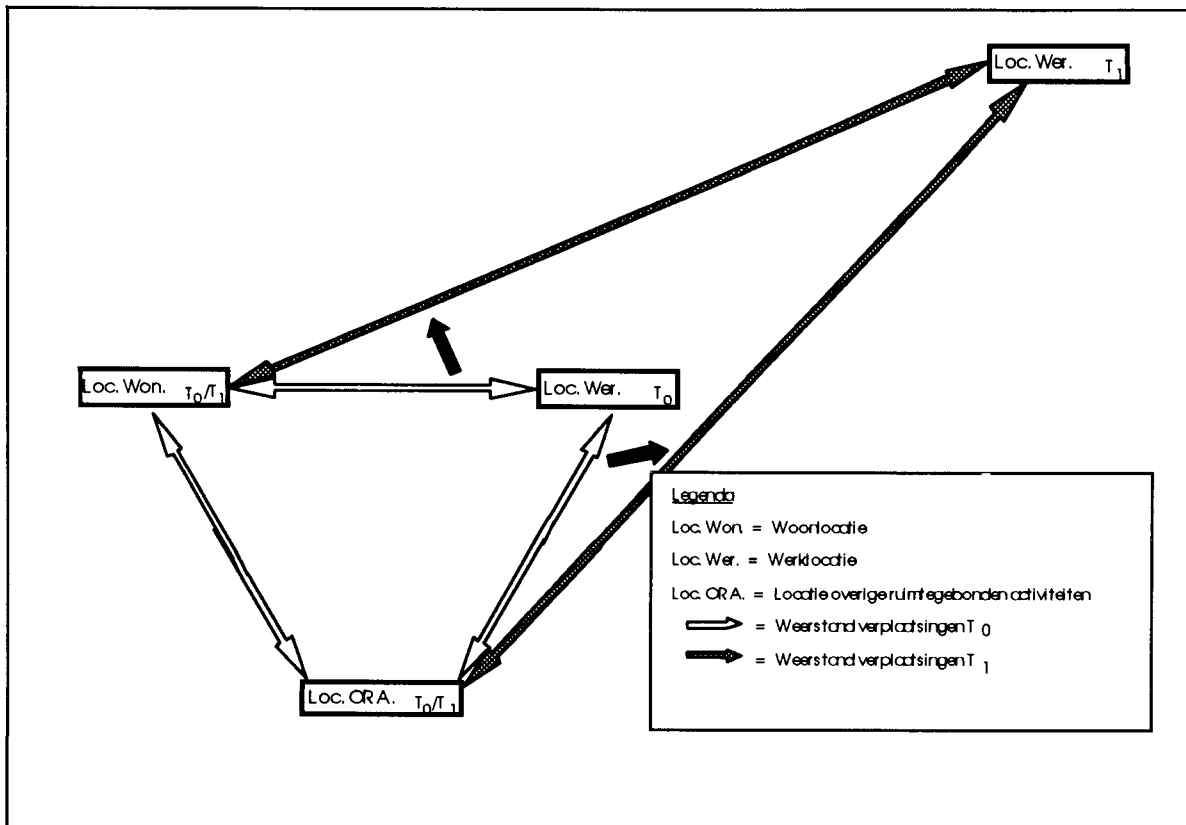 Loc. Wer. T1
Loc. Won. T0/T1
Loc. Wer. T0
Loc. ORA. T0/T1
Legenda
Loc. Won. = Woonlocatie
Loc. Wer. = Werklocatie
Loc. ORA. = Locatie overige ruimtegebonden activiteiten
= Weerstand verplaatsingen T0
= Weerstand verplaatsingen T1